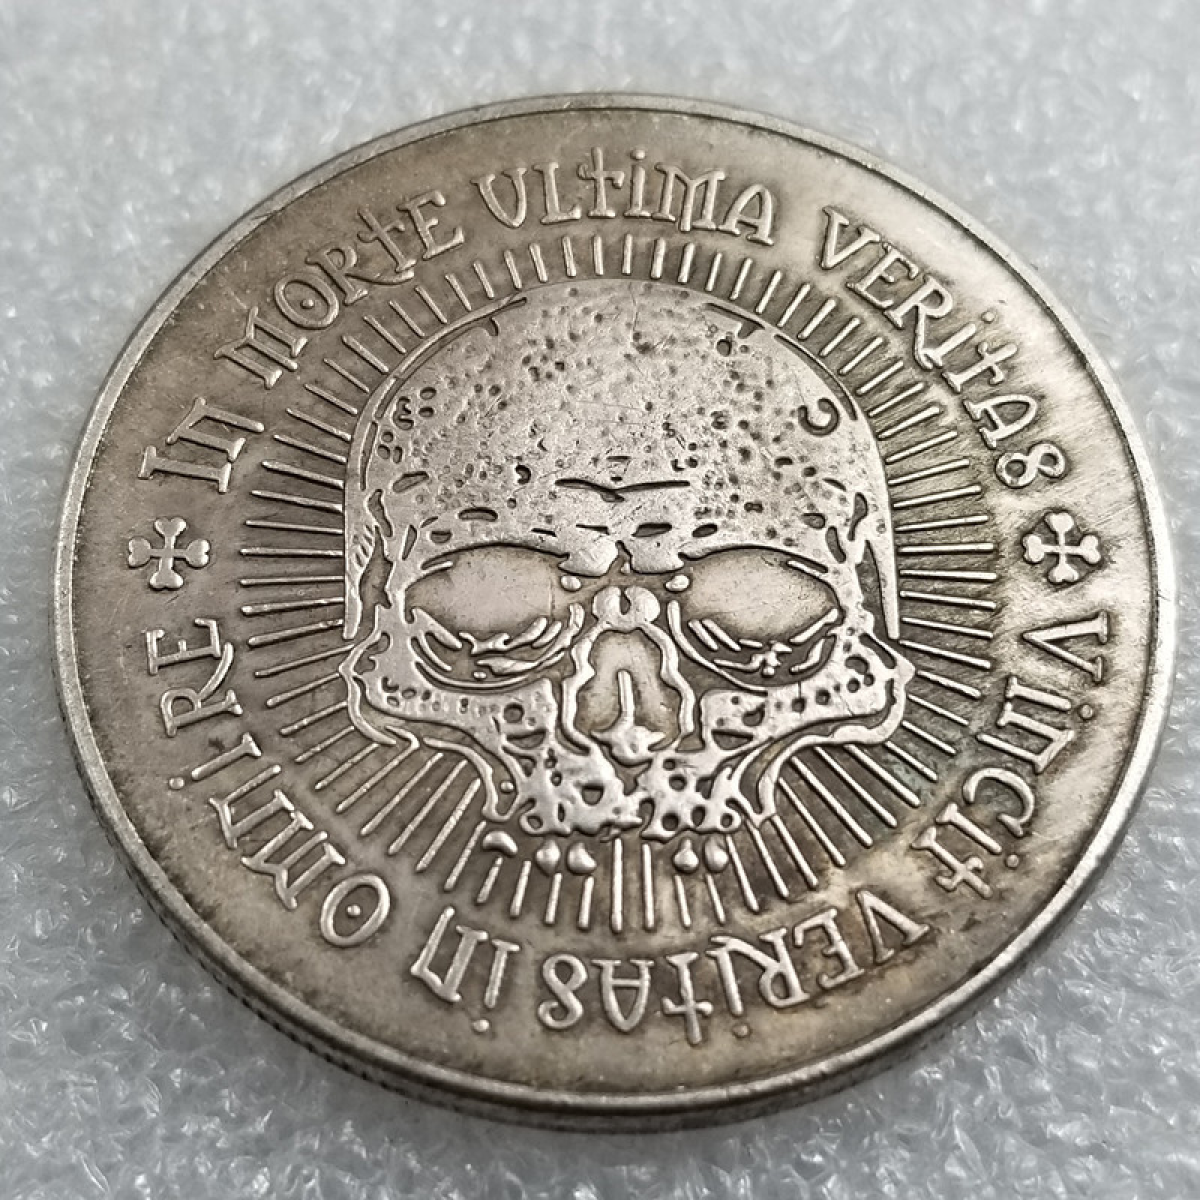 IN MORTE ULTiMA VERitAS
ViNCit VERitAS iN OMNi RE